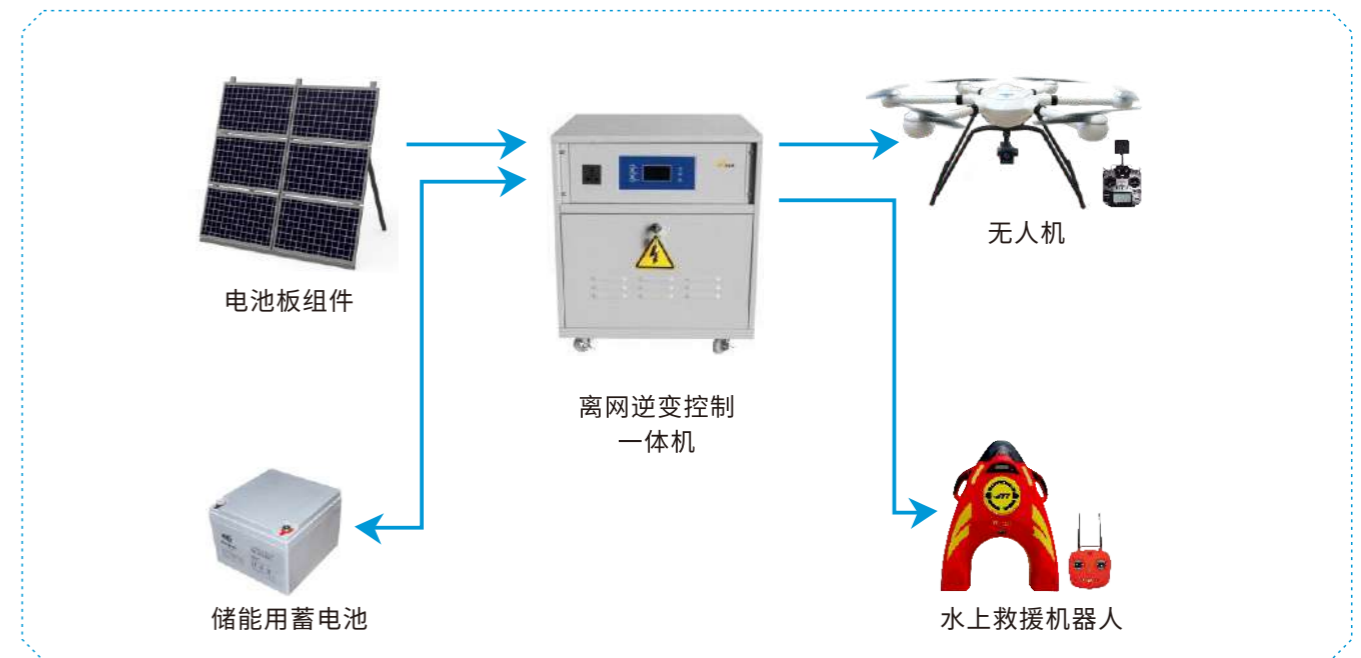 电池板组件
离网逆变控制
一体机
无人机
储能用蓄电池
水上救援机器人